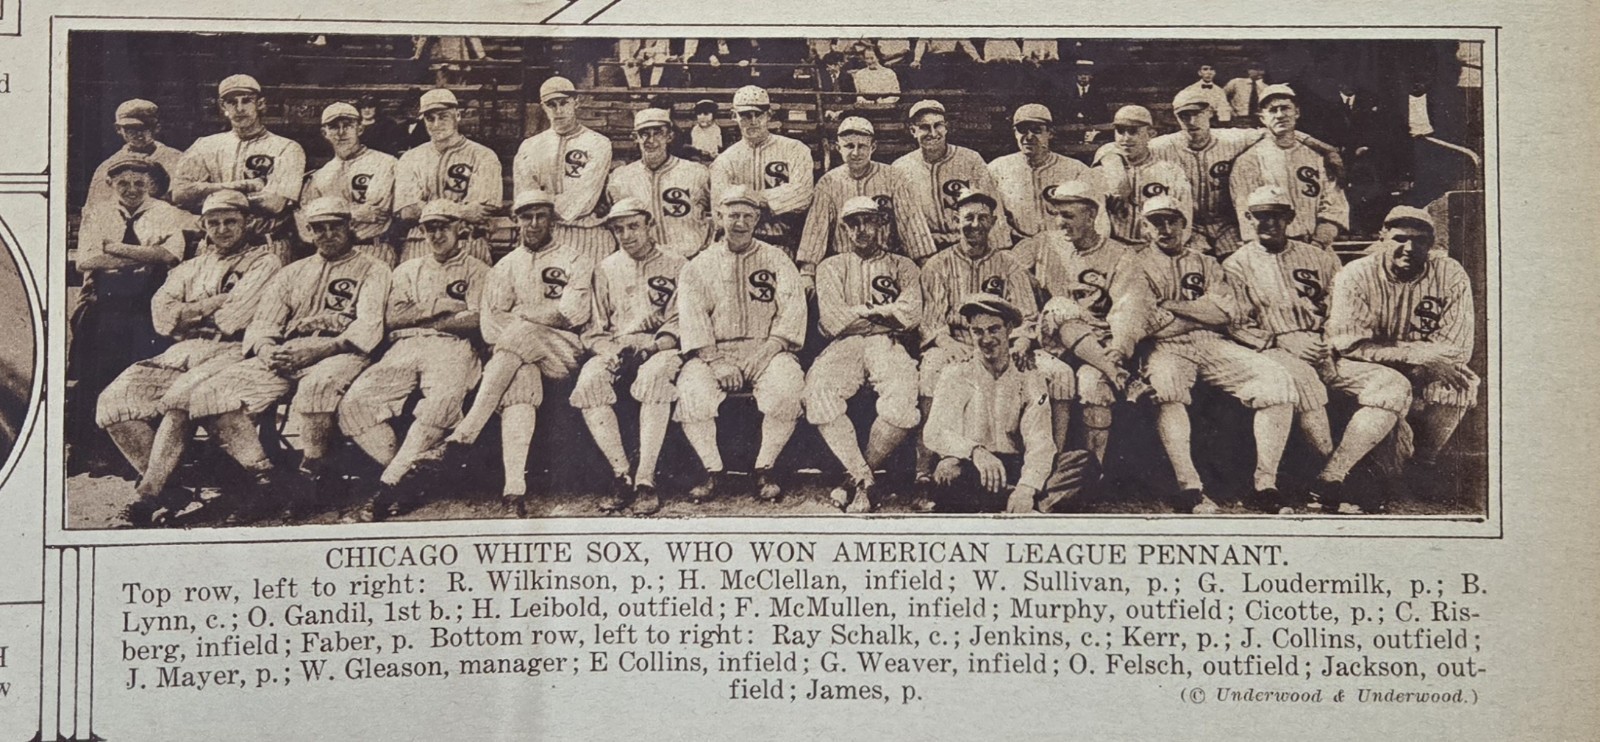 d
CHICAGO WHITE SOX, WHO WON AMERICAN LEAGUE PENNANT.
Top row, left to right: R. Wilkinson, p.; H. McClellan, infield; W. Sullivan, p.; G. Loudermilk, p.; B.
Lynn, c.; O. Gandil, 1st b.; H. Leibold, outfield; F. McMullen, infield; Murphy, outfield; Cicotte, p.; C. Ris-
berg, infield; Faber, p. Bottom row, left to right: Ray Schalk, c.; Jenkins, c.; Kerr, p.; J. Collins, outfield;
J. Mayer, p.; W. Gleason, manager; E Collins, infield; G. Weaver, infield; O. Felsch, outfield; Jackson, out-
field; James, p.
(© Underwood & Underwood.)
H
w